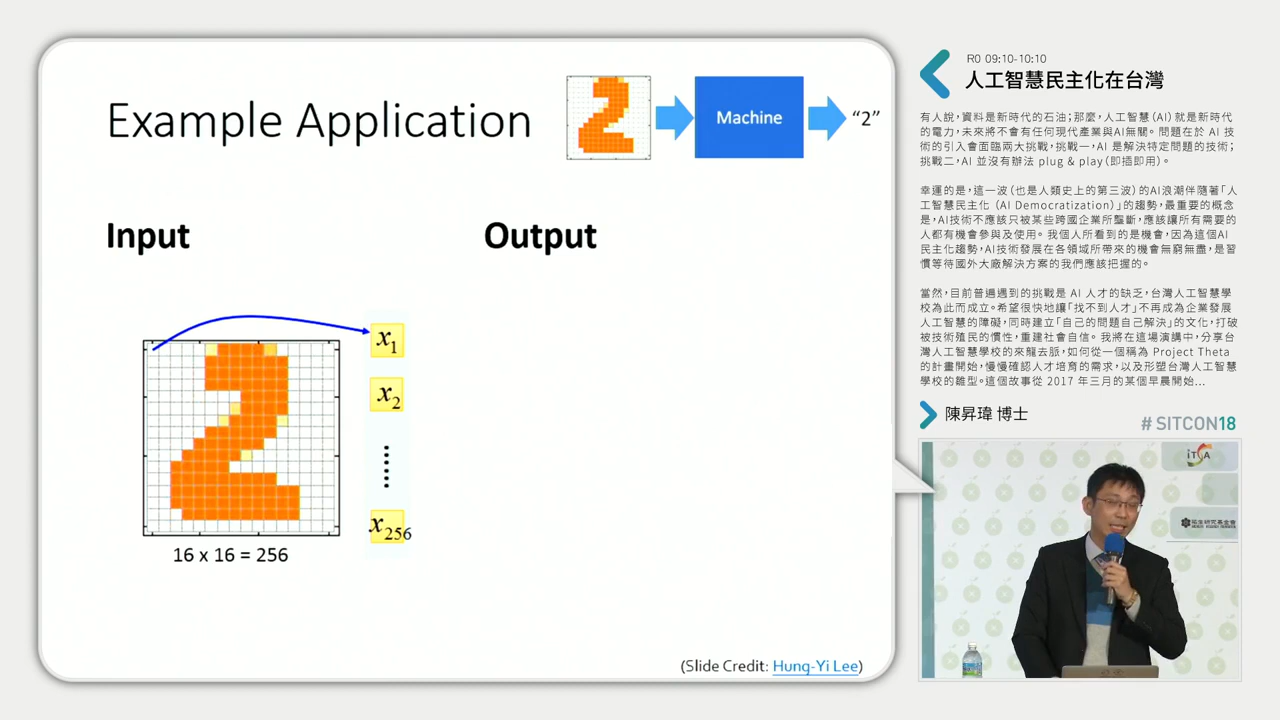 Example Application
Machine
“2”
Input
Output
x1
x2
x256
16 x 16 = 256
(Slide Credit: Hung-Yi Lee)
R0 09:10-10:10
人工智慧民主化在台灣
有人說,資料是新時代的石油;那麼,人工智慧(AI)就是新時代
的電力,未來將不會有任何現代產業與AI無關。問題在於 AI 技
術的引入會面臨兩大挑戰,挑戰一,AI 是解決特定問題的技術;
挑戰二,AI 並沒有辦法 plug & play(即插即用)。
幸運的是,這一波(也是人類史上的第三波)的AI浪潮伴隨著「人
工智慧民主化 (AI Democratization)」的趨勢,最重要的概念
是,AI技術不應該只被某些跨國企業所壟斷,應該讓所有需要的
人都有機會參與及使用。我個人所看到的是機會,因為這個AI
民主化趨勢,AI技術發展在各領域所帶來的機會無窮無盡,是習
慣等待國外大廠解決方案的我們應該把握的。
當然,目前普遍遇到的挑戰是 AI 人才的缺乏,台灣人工智慧學
校為此而成立。希望很快地讓「找不到人才」不再成為企業發展
人工智慧的障礙,同時建立「自己的問題自己解決」的文化,打破
被技術殖民的慣性,重建社會自信。我將在這場演講中,分享台
灣人工智慧學校的來龍去脈,如何從一個稱為 Project Theta
的計畫開始,慢慢確認人才培育的需求,以及形塑台灣人工智慧
學校的雛型。這個故事從 2017 年三月的某個早晨開始...
陳昇瑋 博士
# SITCON18
iTSA